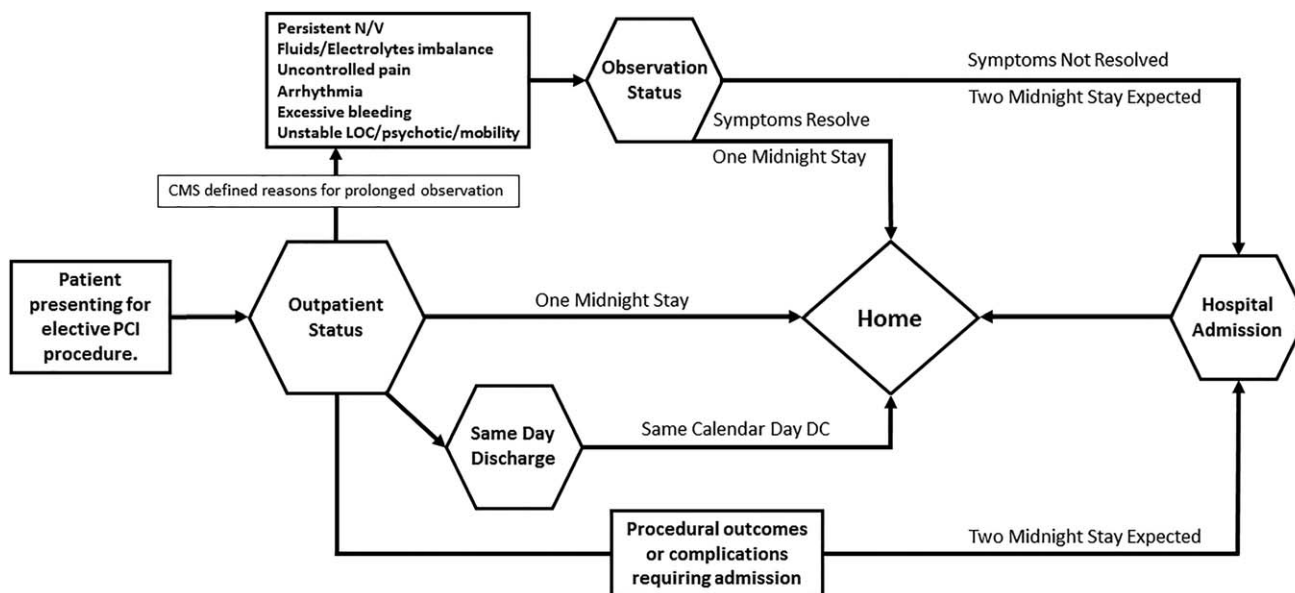 Persistent N/V
Fluids/Electrolytes imbalance
Uncontrolled pain
Arrhythmia
Excessive bleeding
Unstable LOC/psychotic/mobility
Observation
Status
Symptoms Not Resolved
Two Midnight Stay Expected
Symptoms Resolve
One Midnight Stay
CMS defined reasons for prolonged observation
Patient
presenting for
elective PCI
procedure.
Outpatient
Status
One Midnight Stay
Home
Hospital
Admission
Same Day
Discharge
Same Calendar Day DC
Procedural outcomes
or complications
requiring admission
Two Midnight Stay Expected